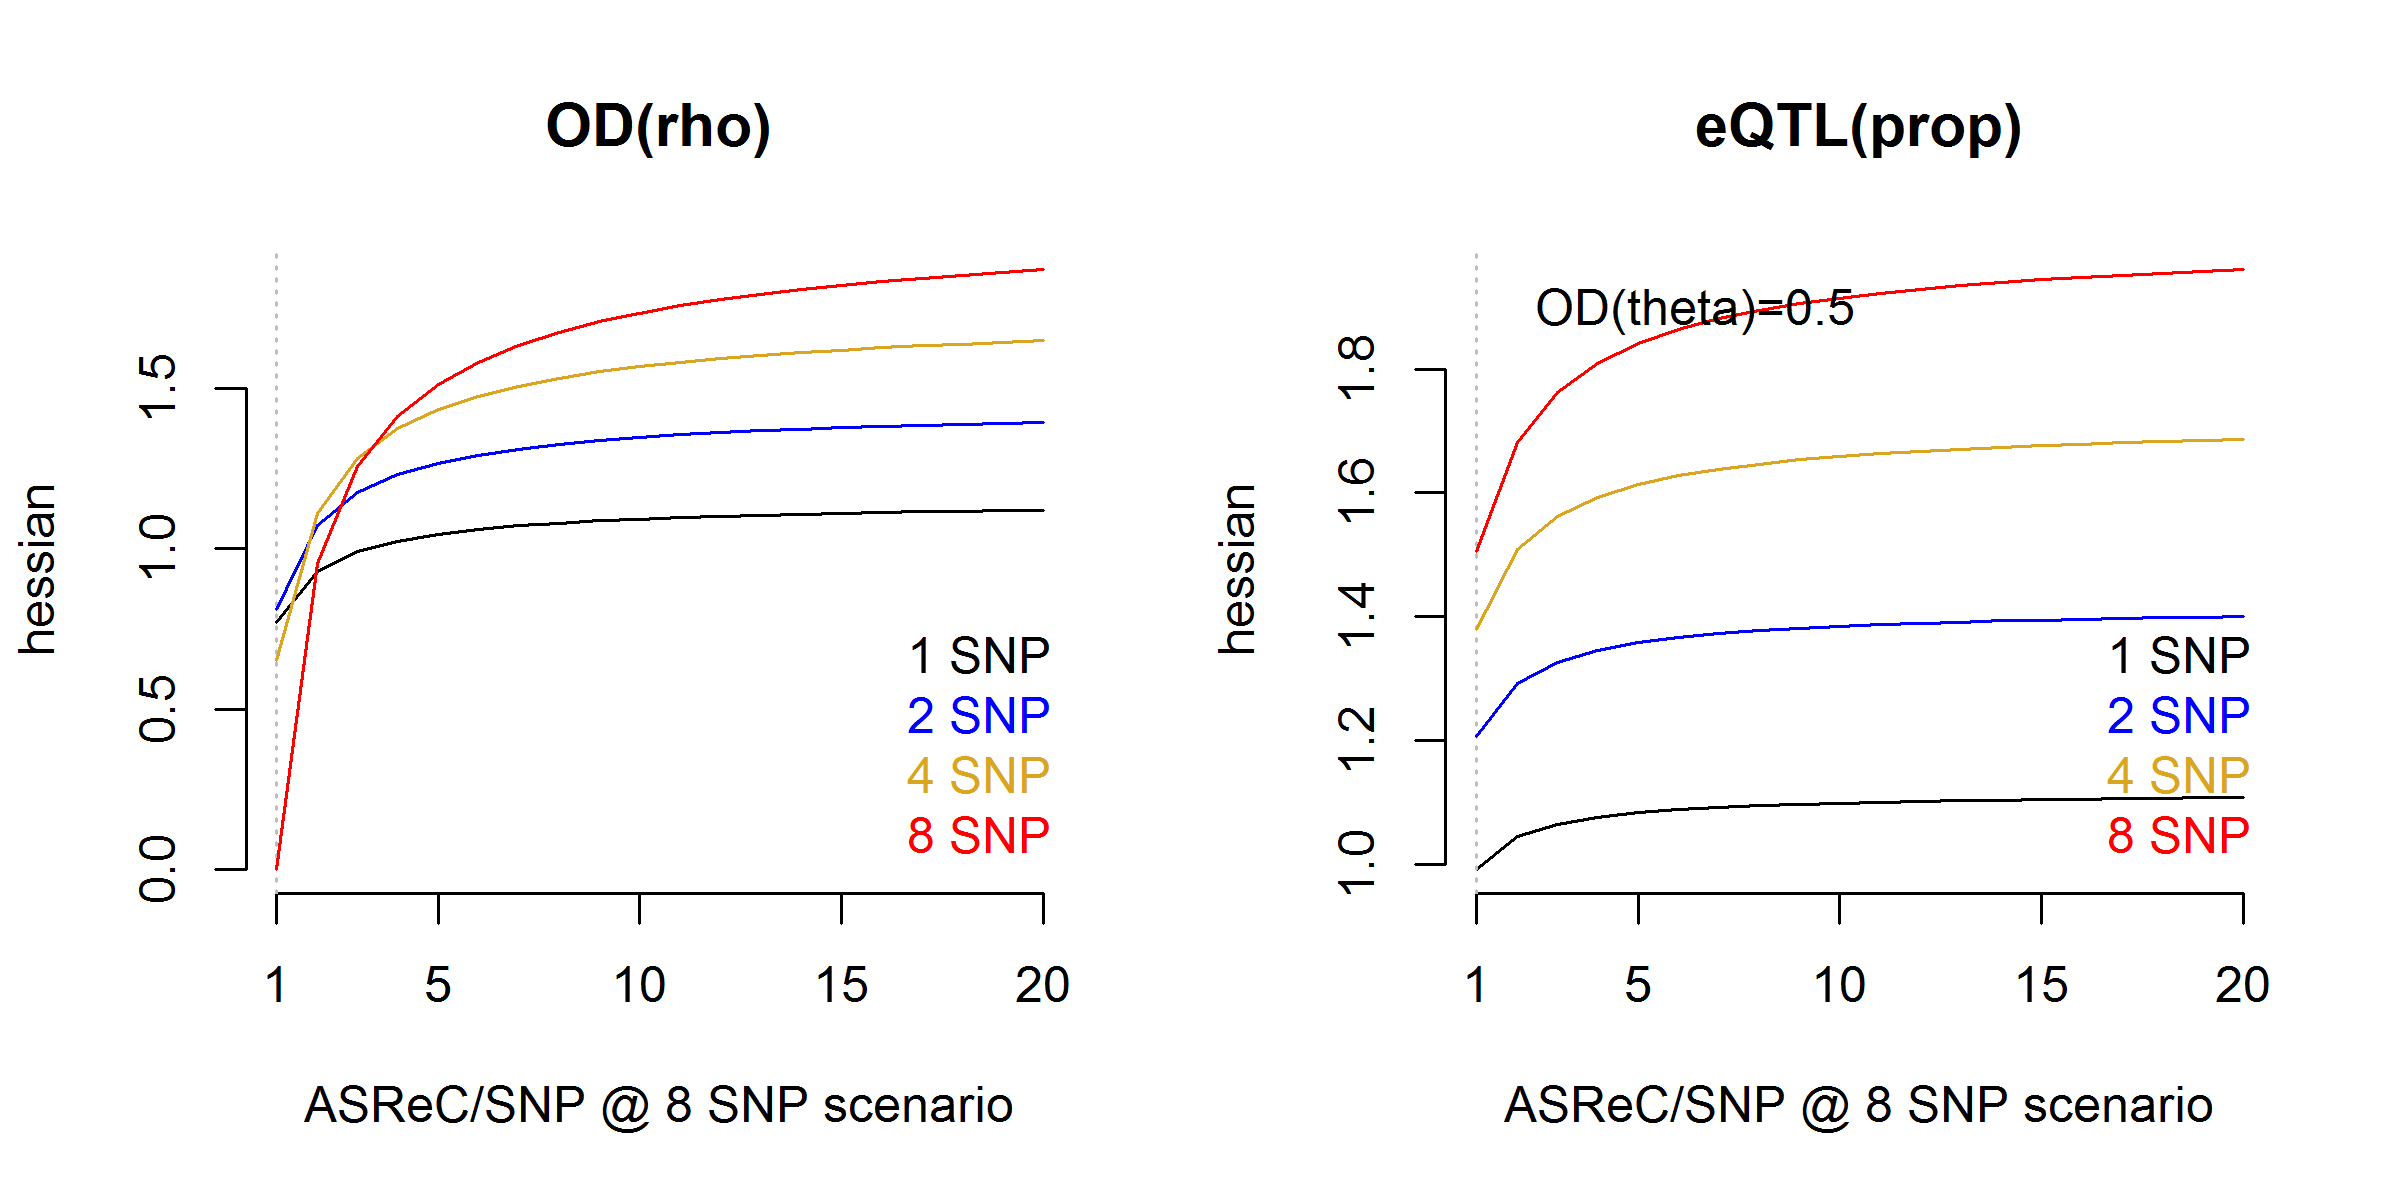 OD(rho)
hessian
1.5
1.0
0.5
0.0
1 SNP
2 SNP
4 SNP
8 SNP
1 5 10 15 20
ASReC/SNP @ 8 SNP scenario
eQTL(prop)
OD(theta)=0.5
hessian
1.8
1.6
1.4
1.2
1.0
1 SNP
2 SNP
4 SNP
8 SNP
1 5 10 15 20
ASReC/SNP @ 8 SNP scenario